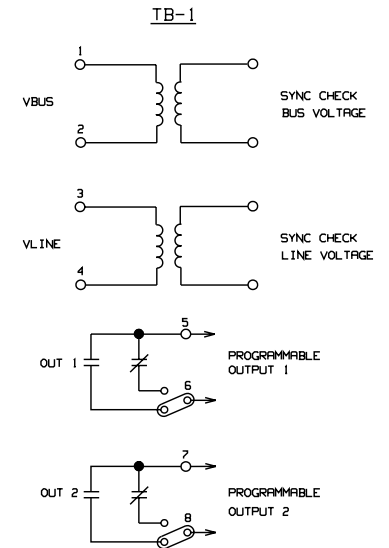 TB-1
1
VBUS
2
SYNC CHECK
BUS VOLTAGE
3
VLINE
4
SYNC CHECK
LINE VOLTAGE
5
OUT 1
6
PROGRAMMABLE
OUTPUT 1
7
OUT 2
8
PROGRAMMABLE
OUTPUT 2